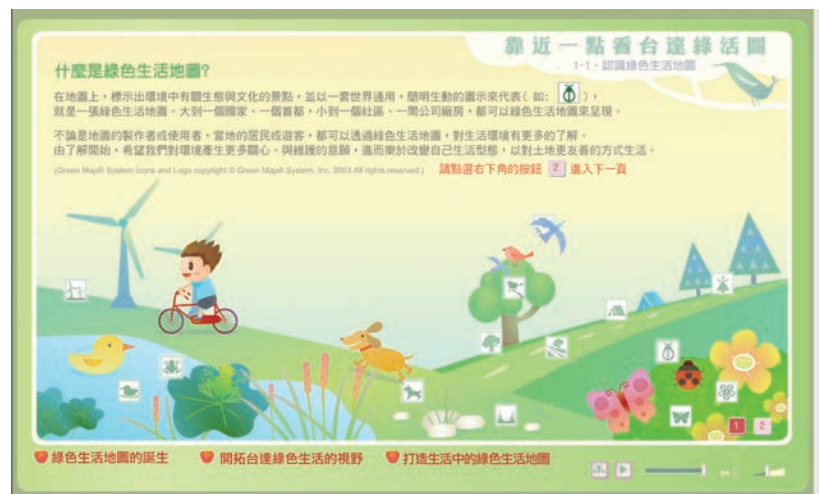 靠近一點看台達綠活圖
1-1‧認識綠色生活地圖
什麼是綠色生活地圖?
在地圖上，標示出環境中有關生態與文化的景點，並以一套世界通用，簡明生動的圖示來代表( 如: )，
就是一張綠色生活地圖。大到一個國家、一個首都，小到一個社區、一間公司廠房，都可以綠色生活地圖來呈現。
不論是地圖的製作者或使用者，當地的居民或遊客，都可以透過綠色生活地圖，對生活環境有更多的了解。
由了解開始，希望我們對環境產生更多關心、與維護的意願，進而樂於改變自己生活型態，以對土地更友善的方式生活。
(Green Map® System Icons and Logo copyright © Green Map® System. Inc. 2003 All rights reserved.) 請點選右下角的按鈕 2 進入下一頁
1 2
綠色生活地圖的誕生 開拓台達綠色生活的視野 打造生活中的綠色生活地圖